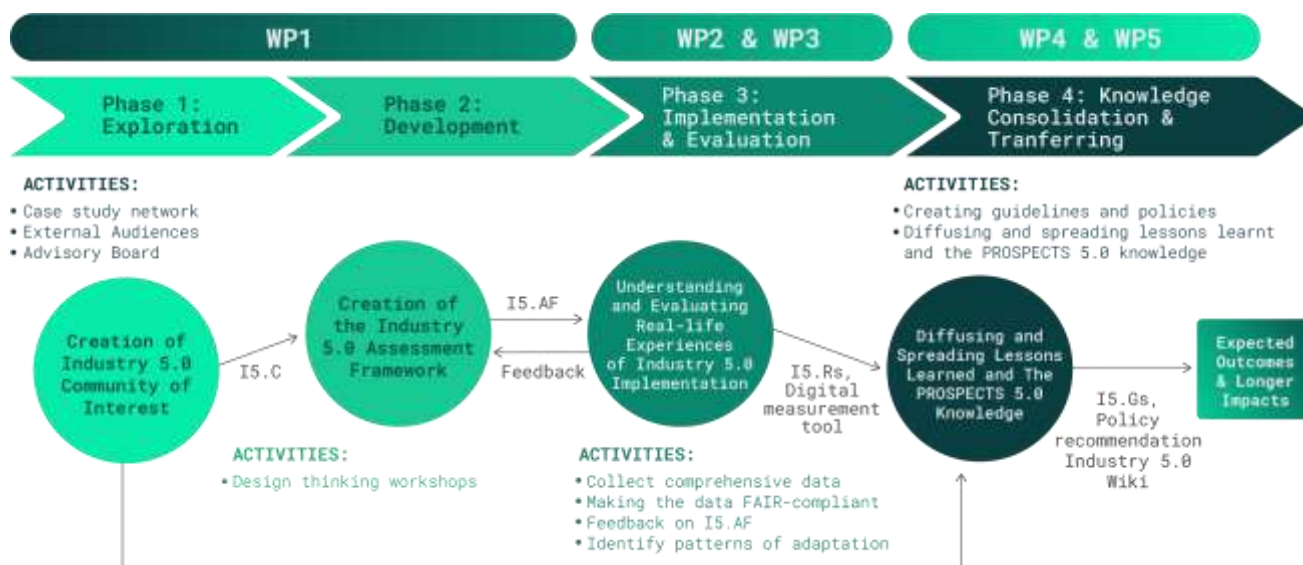 WP1
WP2 & WP3
WP4 & WP5
Phase 1:
Exploration
Phase 2:
Development
Phase 3:
Implementation
& Evaluation
Phase 4: Knowledge
Consolidation &
Tranferring
ACTIVITIES:
• Case study network
• External Audiences
• Advisory Board
ACTIVITIES:
• Creating guidelines and policies
• Diffusing and spreading lessons learnt
and the PROSPECTS 5.0 knowledge
Creation of
Industry 5.0
Community of
Interest
I5.C
Creation of
the Industry
5.0 Assessment
Framework
I5.AF
Feedback
Understanding
and Evaluating
Real-life
Experiences
of Industry 5.0
Implementation
I5.Rs,
Digital
measurement
tool
Diffusing and
Spreading Lessons
Learned and The
PROSPECTS 5.0
Knowledge
I5.Gs,
Policy
recommendation
Industry 5.0
Wiki
Expected
Outcomes
& Longer
Impacts
ACTIVITIES:
• Design thinking workshops
ACTIVITIES:
• Collect comprehensive data
• Making the data FAIR-compliant
• Feedback on I5.AF
• Identify patterns of adaptation